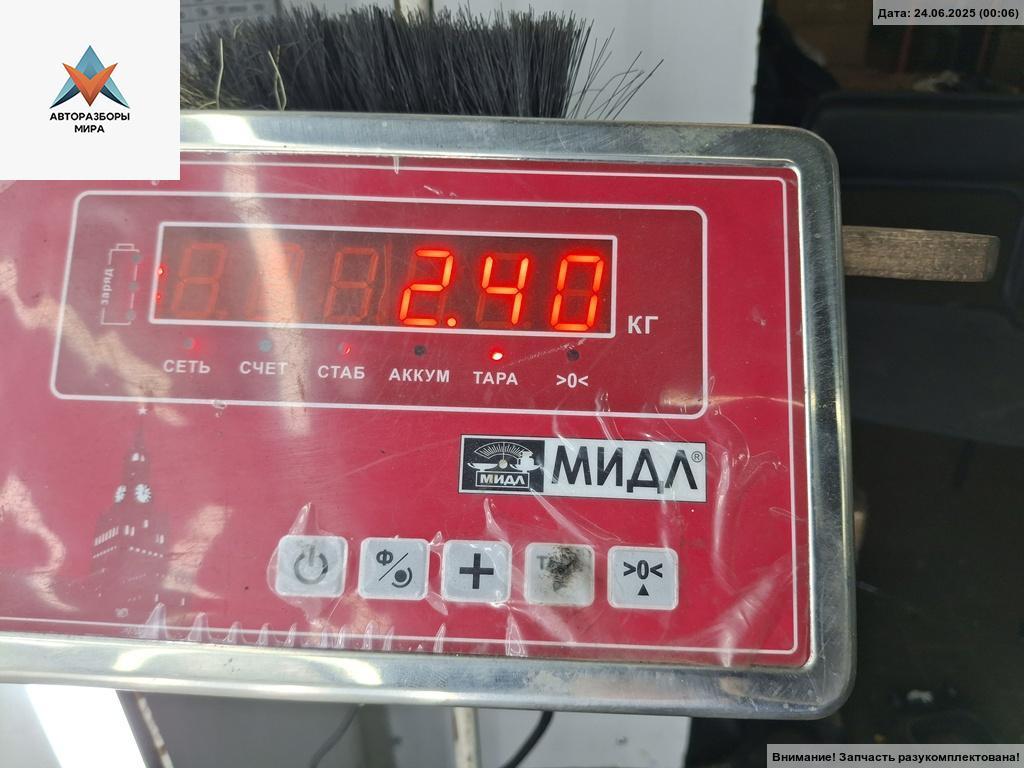 Дата: 24.06.2025 (00:06)
АВТОРАЗБОРЫ
МИРА
заряд
2.40
КГ
СЕТЬ СЧЕТ СТАБ АККУМ ТАРА >0<
МИДЛ МИДЛ®
Ф + >0<
Внимание! Запчасть разукомплектована!